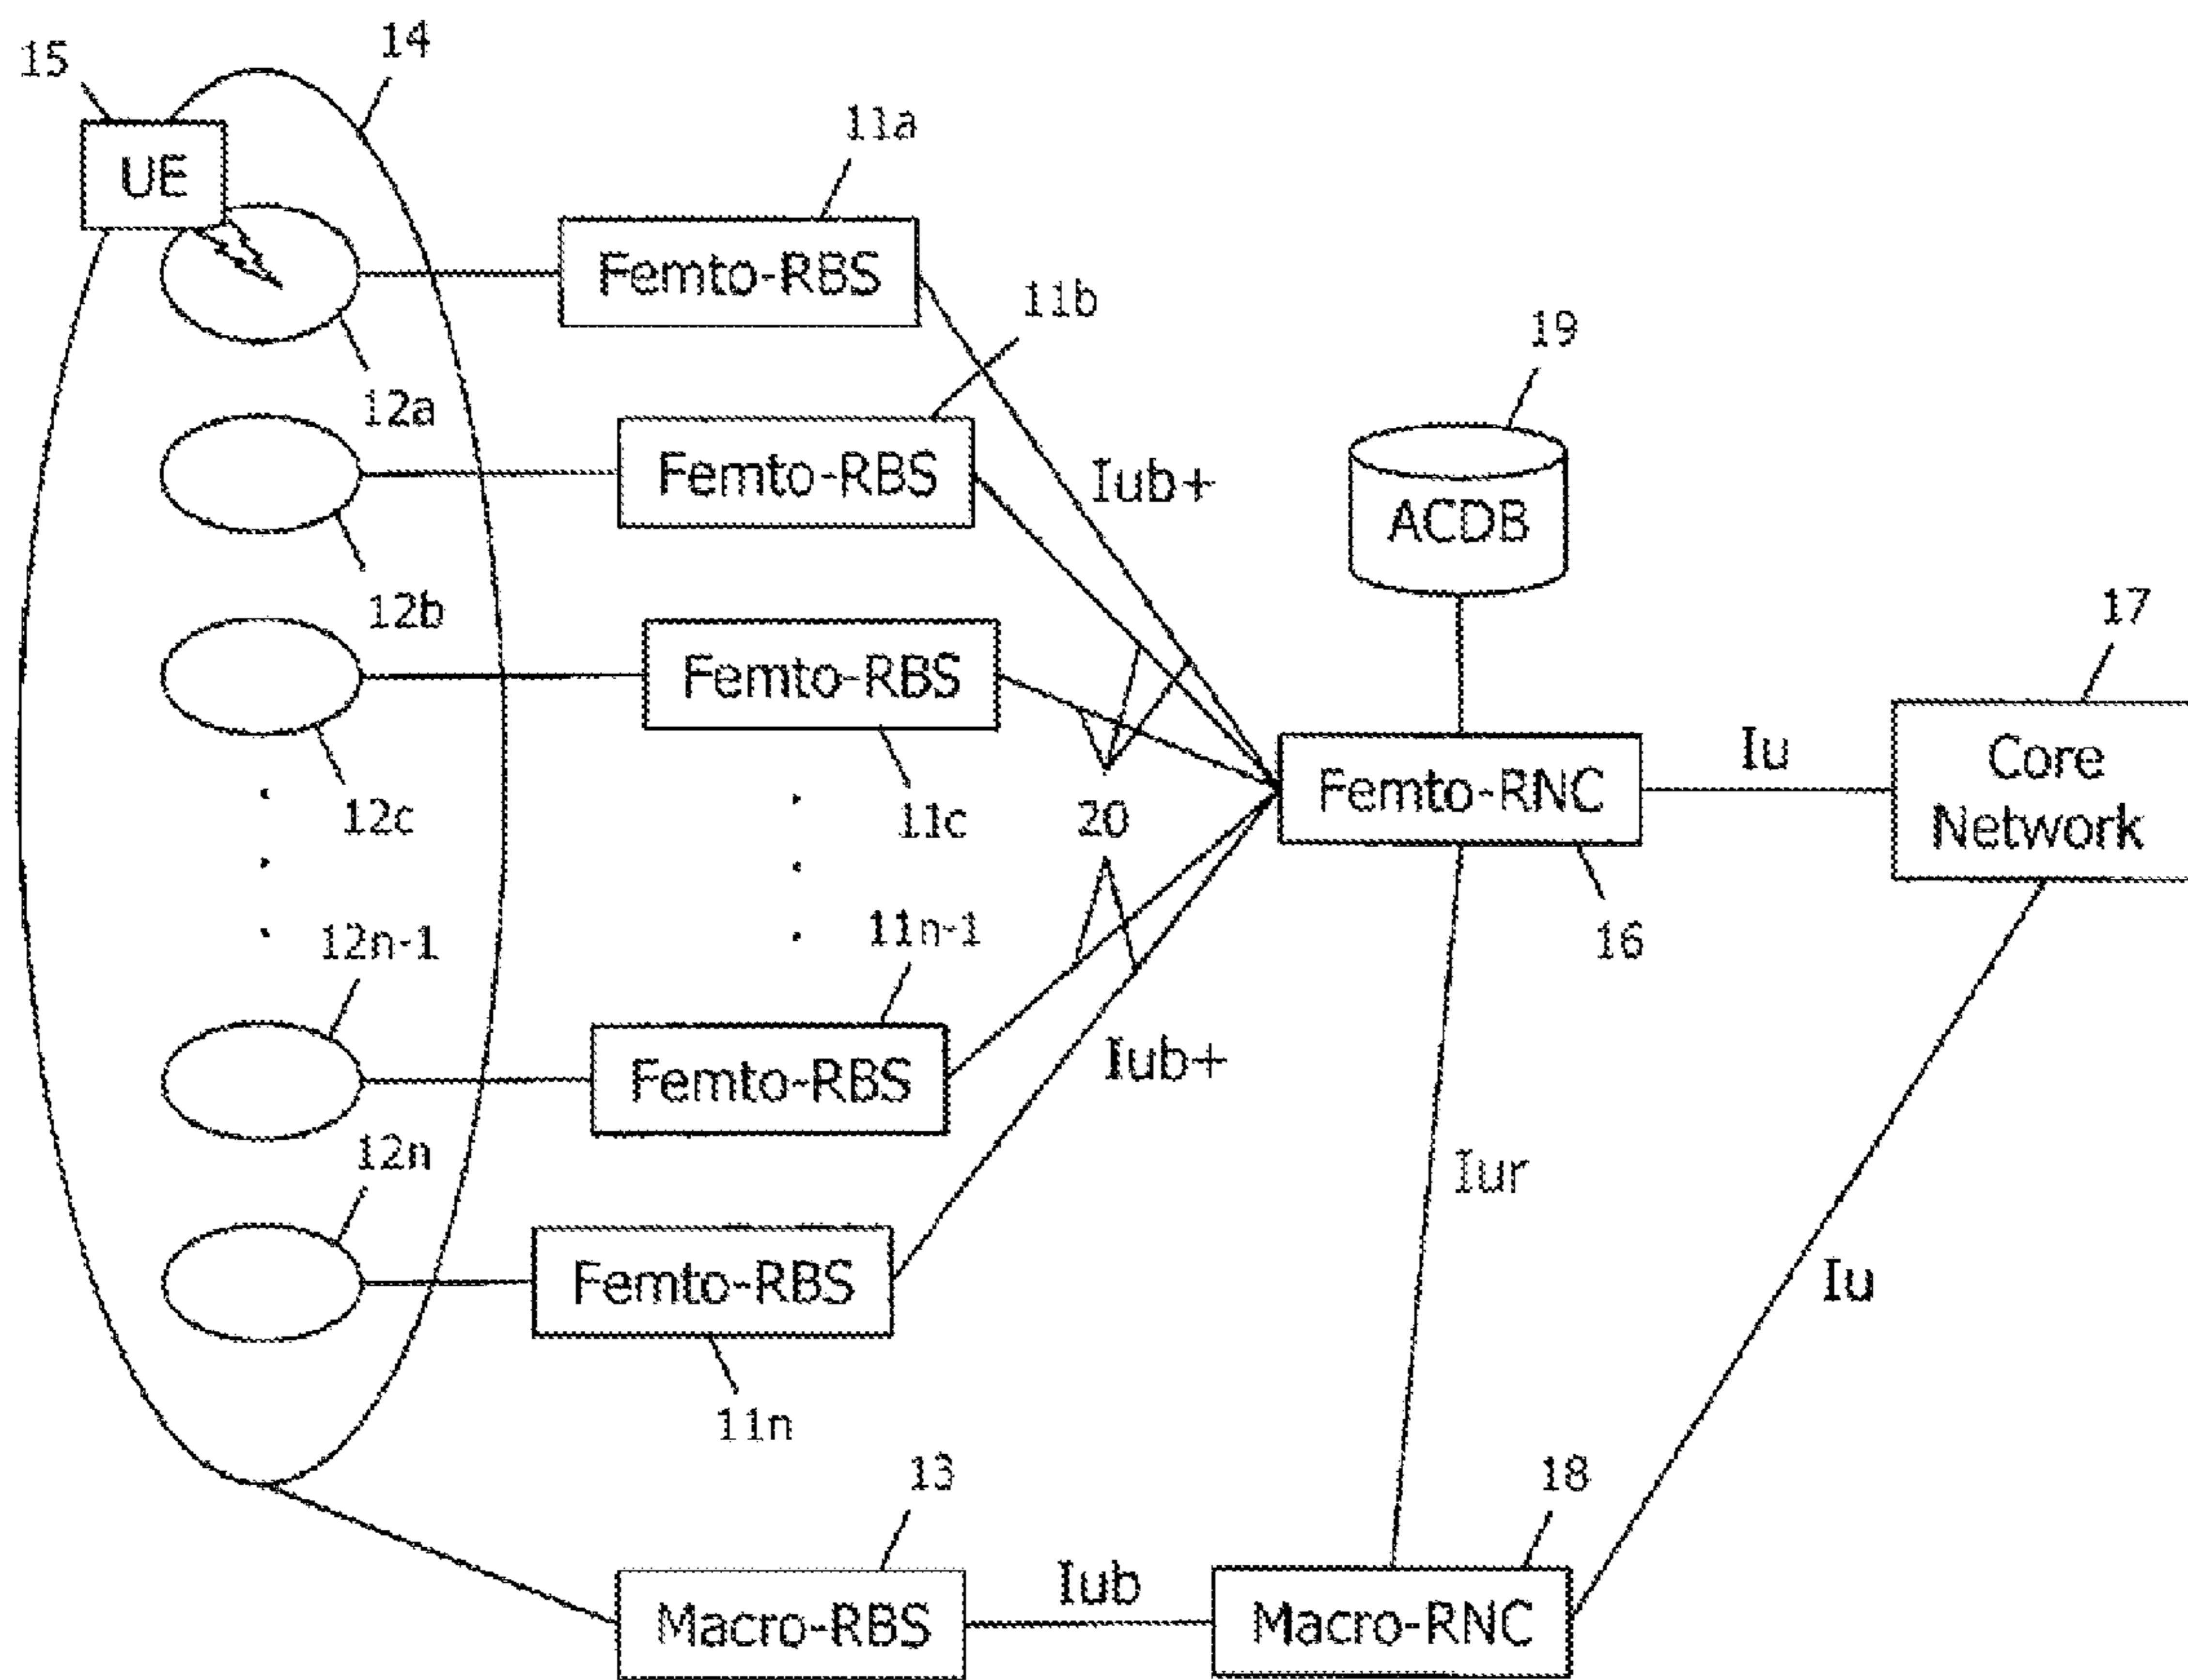 14
15
UE
11a
Femto-RBS
11b
12a
19
Femto-RBS
Iub+
ACDB
12b
17
Femto-RBS
Core
Network
Iu
Femto-RNC
12c
11c
20
16
12n-1
11n-1
Femto-RBS
Iub+
12n
Iur
Femto-RBS
Iu
11n
13
18
Iub
Macro-RBS
Macro-RNC